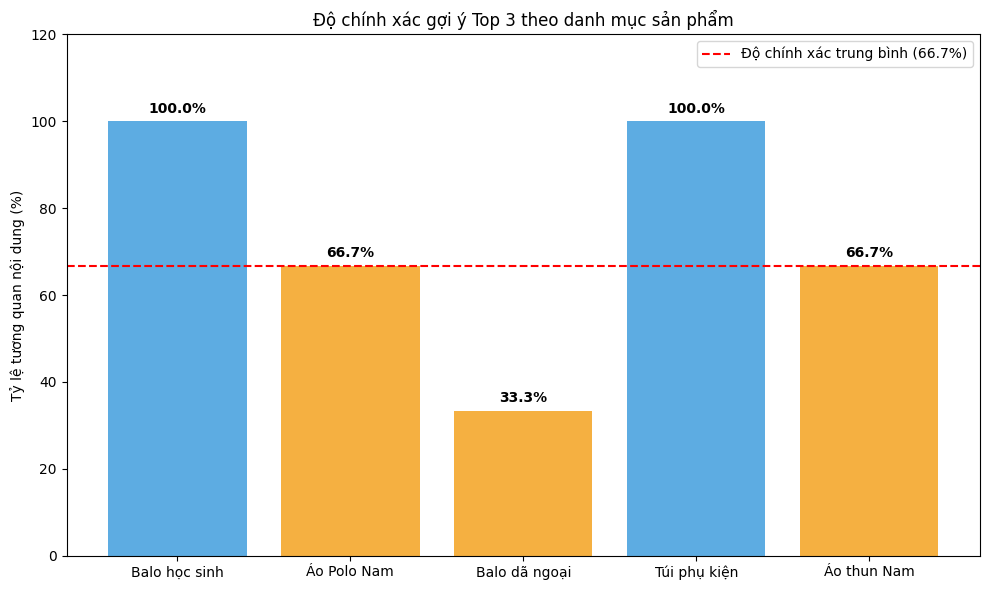 Độ chính xác gợi ý Top 3 theo danh mục sản phẩm
Độ chính xác trung bình (66.7%)
Tỷ lệ tương quan nội dung (%)
120
100
80
60
40
20
0
100.0%
66.7%
33.3%
100.0%
66.7%
Balo học sinh
Áo Polo Nam
Balo dã ngoại
Túi phụ kiện
Áo thun Nam